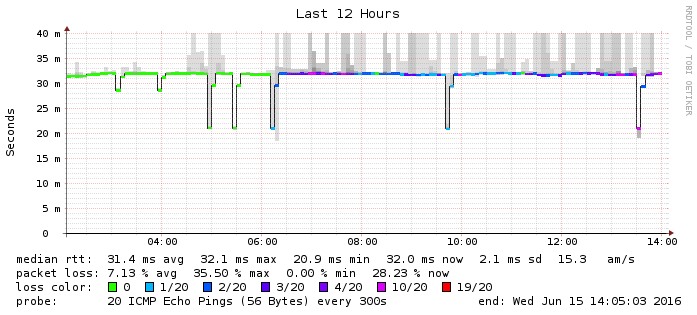 Last 12 Hours
RRDTOOL / TOBI OETIKER
Seconds
40 m
35 m
30 m
25 m
20 m
15 m
10 m
5 m
0
04:00 06:00 08:00 10:00 12:00 14:00
median rtt: 31.4 ms avg 32.1 ms max 20.9 ms min 32.0 ms now 2.1 ms sd 15.3 am/s
packet loss: 7.13 % avg 35.50 % max 0.00 % min 28.23 % now
loss color: 0 1/20 2/20 3/20 4/20 10/20 19/20
probe: 20 ICMP Echo Pings (56 Bytes) every 300s end: Wed Jun 15 14:05:03 2016